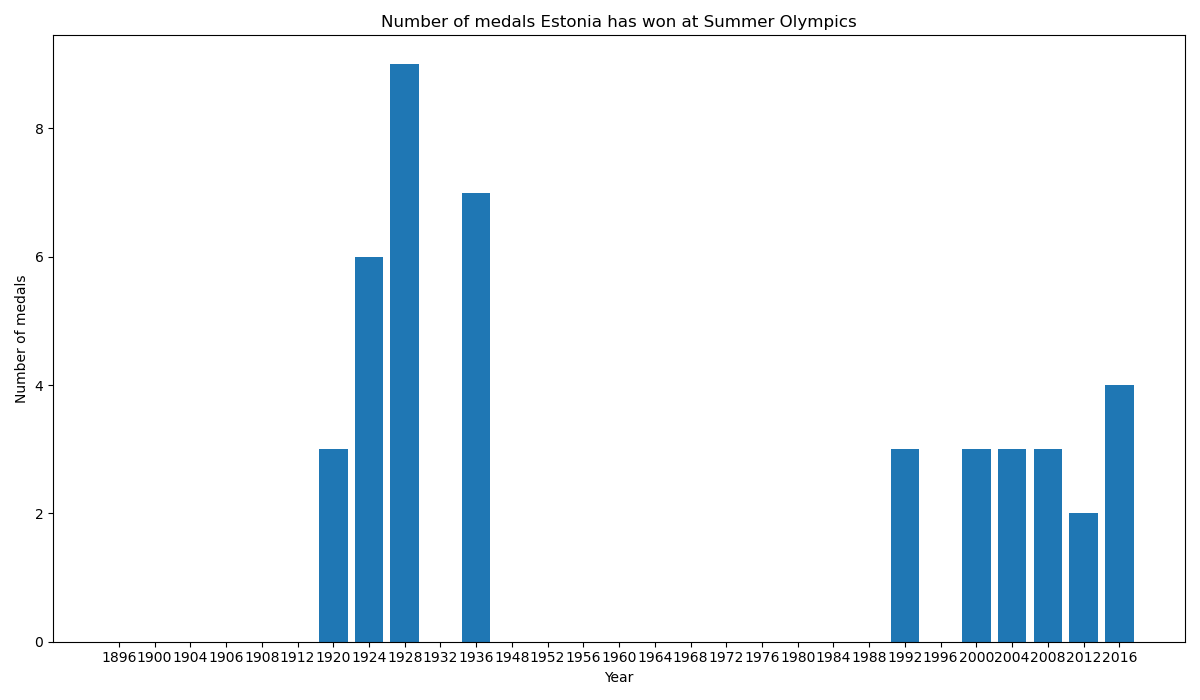 Number of medals Estonia has won at Summer Olympics
Number of medals
8
6
4
2
0
1896 1900 1904 1906 1908 1912 1920 1924 1928 1932 1936 1948 1952 1956 1960 1964 1968 1972 1976 1980 1984 1988 1992 1996 2000 2004 2008 2012 2016
Year